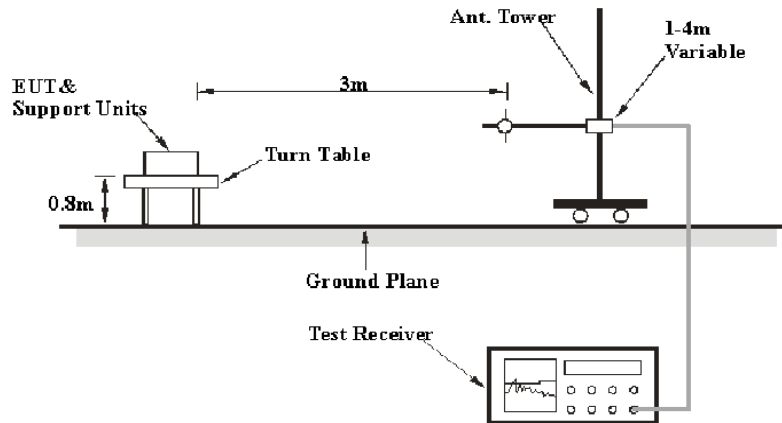 Ant. Tower
1-4m
Variable
EUT&
Support Units
3m
Turn Table
0.8m
Ground Plane
Test Receiver